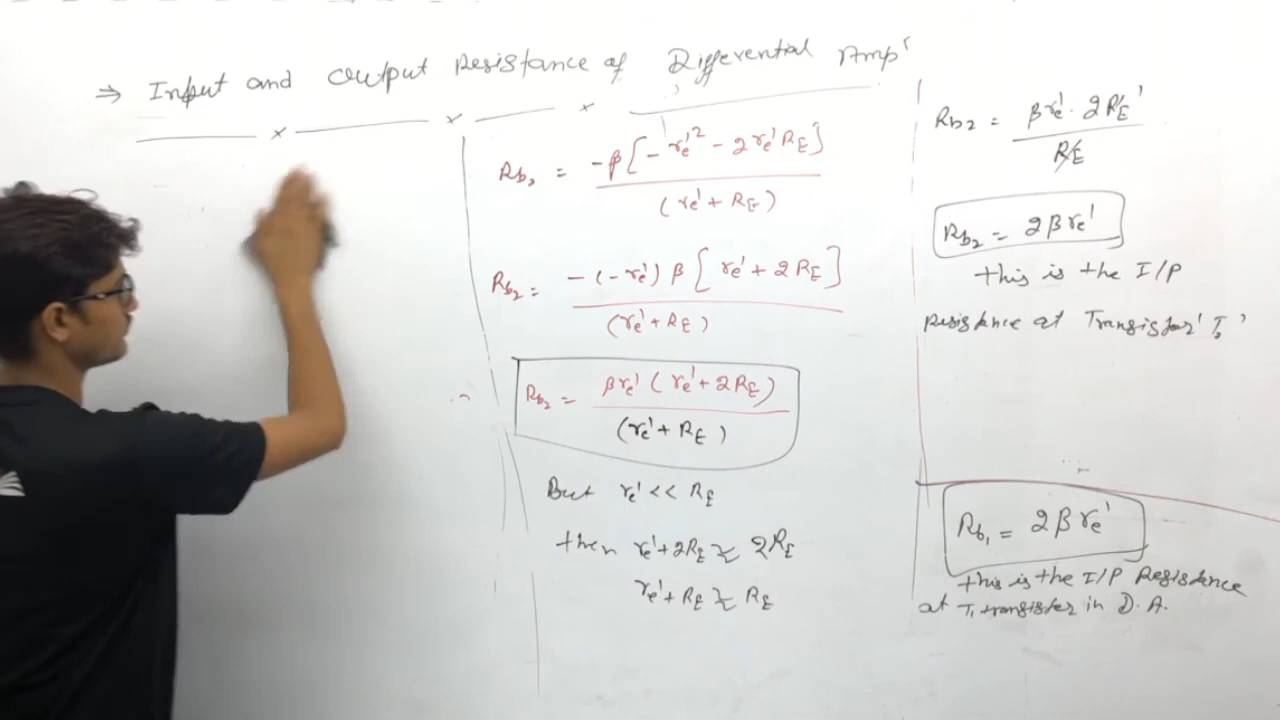 ⇒ Input and Output Resistance of Differential Amp'
Rb₂ = -β[-re'² - 2re'RE] / (re' + RE)
Rb₂ = -(-re') β [re' + 2RE] / (re' + RE)
Rb₂ = βre' (re' + 2RE) / (re' + RE)
But re' << RE
then re' + 2RE ≈ 2RE
re' + RE ≈ RE
Rb2 = βre' · 2RE' / RE
Rb₂ = 2βre'
this is the I/P
Resistance at Transistor' T₂'
Rb₁ = 2βre'
this is the I/P Resistance
at T₁ transister in D.A.